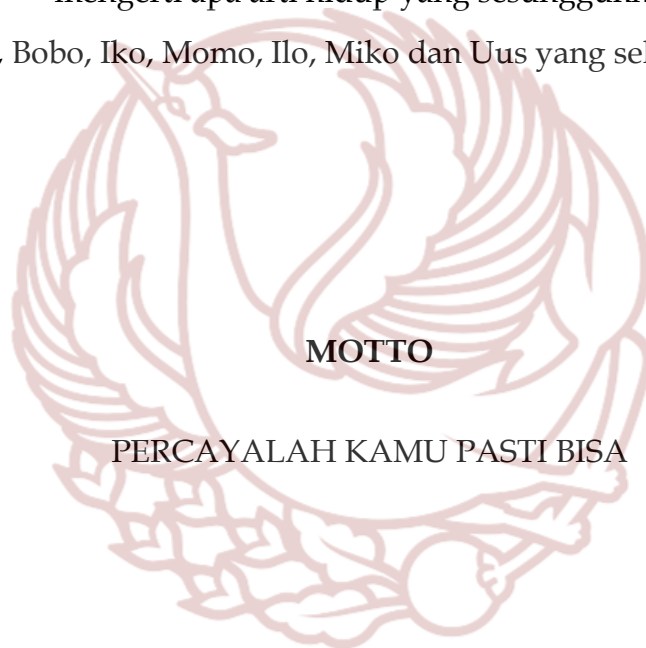 mengerti apa arti hidup yang sesungguhn
, Bobo, Iko, Momo, Ilo, Miko dan Uus yang sel
MOTTO
PERCAYALAH KAMU PASTI BISA